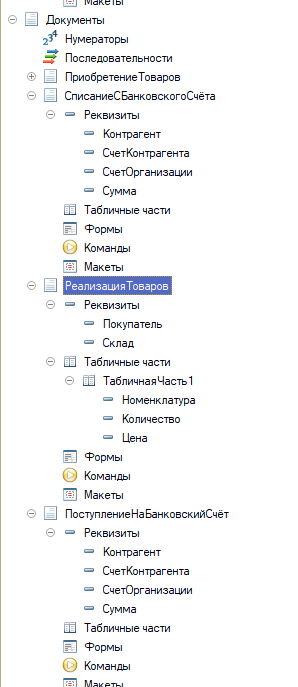 Макеты
Документы
Нумераторы
Последовательности
ПриобретениеТоваров
СписаниеСБанковскогоСчёта
Реквизиты
Контрагент
СчетКонтрагента
СчетОрганизации
Сумма
Табличные части
Формы
Команды
Макеты
РеализацияТоваров
Реквизиты
Покупатель
Склад
Табличные части
ТабличнаяЧасть1
Номенклатура
Количество
Цена
Формы
Команды
Макеты
ПоступлениеНаБанковскийСчёт
Реквизиты
Контрагент
СчетКонтрагента
СчетОрганизации
Сумма
Табличные части
Формы
Команды
Макеты